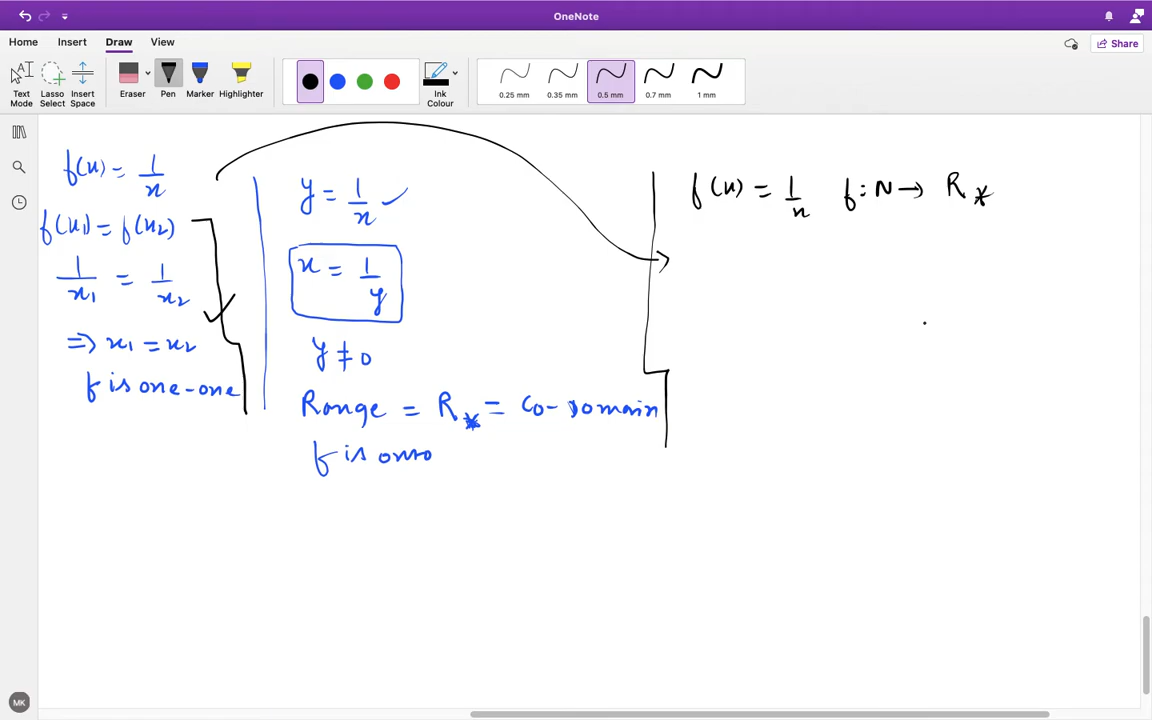 OneNote
Home Insert Draw View
Share
Text Mode
Lasso Select
Insert Space
Eraser
Pen
Marker
Highlighter
Ink Colour
0.25 mm
0.35 mm
0.5 mm
0.7 mm
1 mm
f(x) = 1/x
f(x1) = f(x2)
1/x1 = 1/x2
=> x1 = x2
f is one-one
y = 1/x ✓
x = 1/y
y ≠ 0
Range = R* = Co-Domain
f is onto
f(x) = 1/x f: N → R*
MK